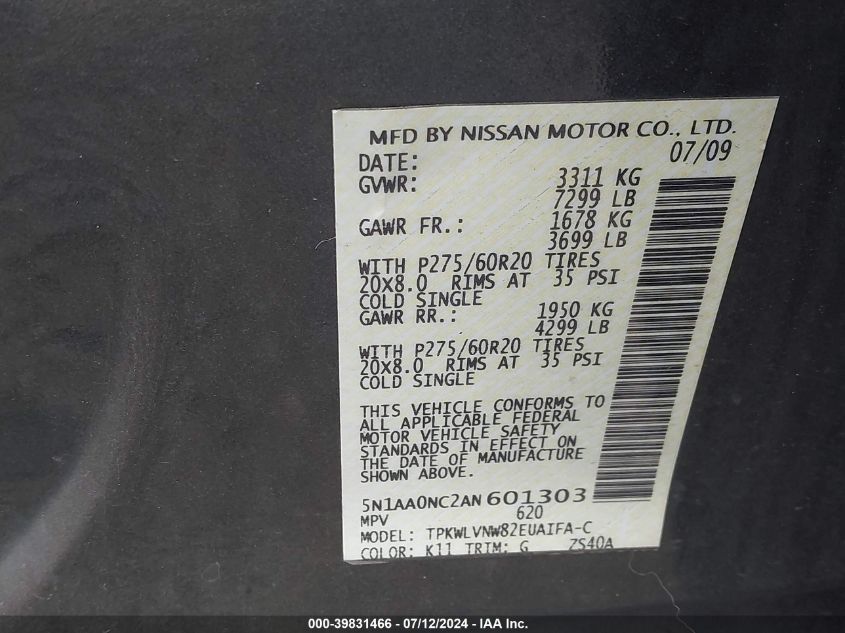 MFD BY NISSAN MOTOR CO., LTD.
DATE: 07/09
GVWR: 3311 KG
7299 LB
GAWR FR.: 1678 KG
3699 LB
WITH P275/60R20 TIRES
20X8.0 RIMS AT 35 PSI
COLD SINGLE
GAWR RR.: 1950 KG
4299 LB
WITH P275/60R20 TIRES
20X8.0 RIMS AT 35 PSI
COLD SINGLE
THIS VEHICLE CONFORMS TO
ALL APPLICABLE FEDERAL
MOTOR VEHICLE SAFETY
STANDARDS IN EFFECT ON
THE DATE OF MANUFACTURE
SHOWN ABOVE.
5N1AA0NC2AN601303
MPV 620
MODEL: TPKWLVNW82EUAIFA-C
COLOR: K11 TRIM: G ZS40A
000-39831466 - 07/12/2024 - IAA Inc.